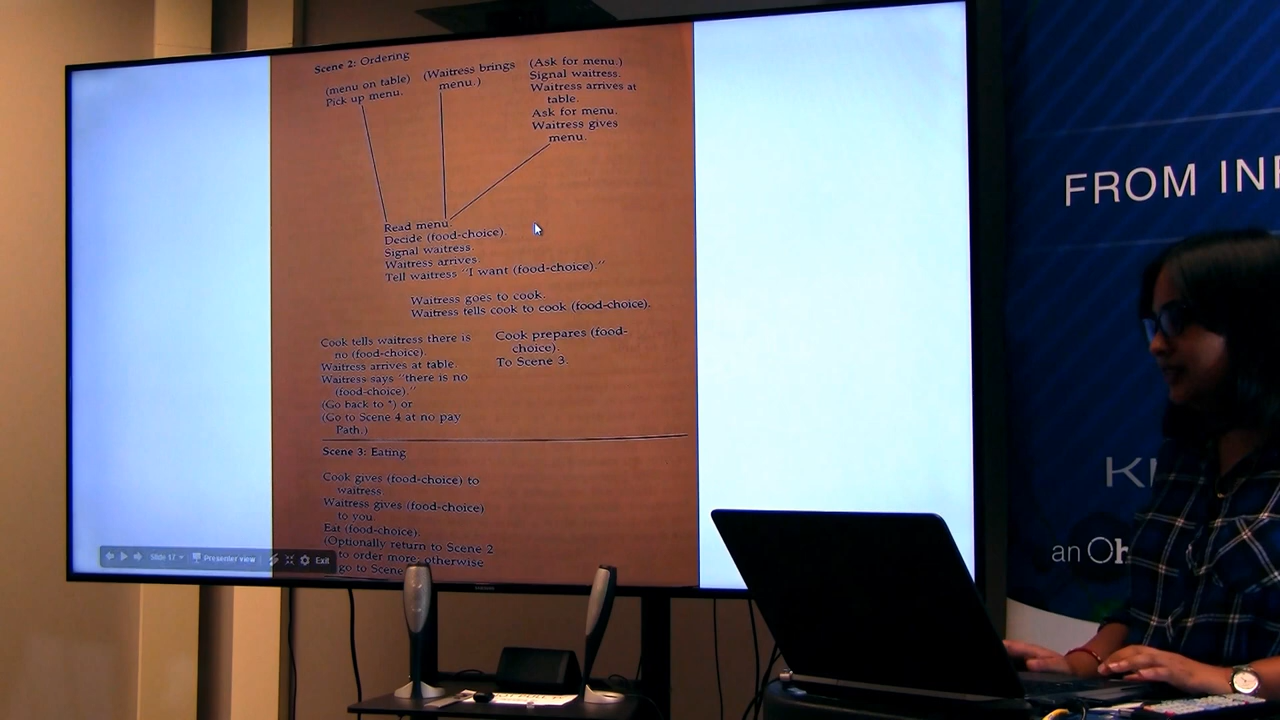 Scene 2: Ordering
(menu on table)
Pick up menu.
(Waitress brings
menu.)
(Ask for menu.)
Signal waitress.
Waitress arrives at
table.
Ask for menu.
Waitress gives
menu.
Read menu.
Decide (food-choice).
Signal waitress.
Waitress arrives.
Tell waitress "I want (food-choice)."
Waitress goes to cook.
Waitress tells cook to cook (food-choice).
Cook tells waitress there is
no (food-choice).
Waitress arrives at table.
Waitress says "there is no
(food-choice)."
(Go back to *) or
(Go to Scene 4 at no pay
Path.)
Cook prepares (food-
choice).
To Scene 3.
Scene 3: Eating
Cook gives (food-choice) to
waitress.
Waitress gives (food-choice)
to you.
Eat (food-choice).
(Optionally return to Scene 2
to order more; otherwise
go to Scene
Slide 17 Presenter view Exit
FROM
an